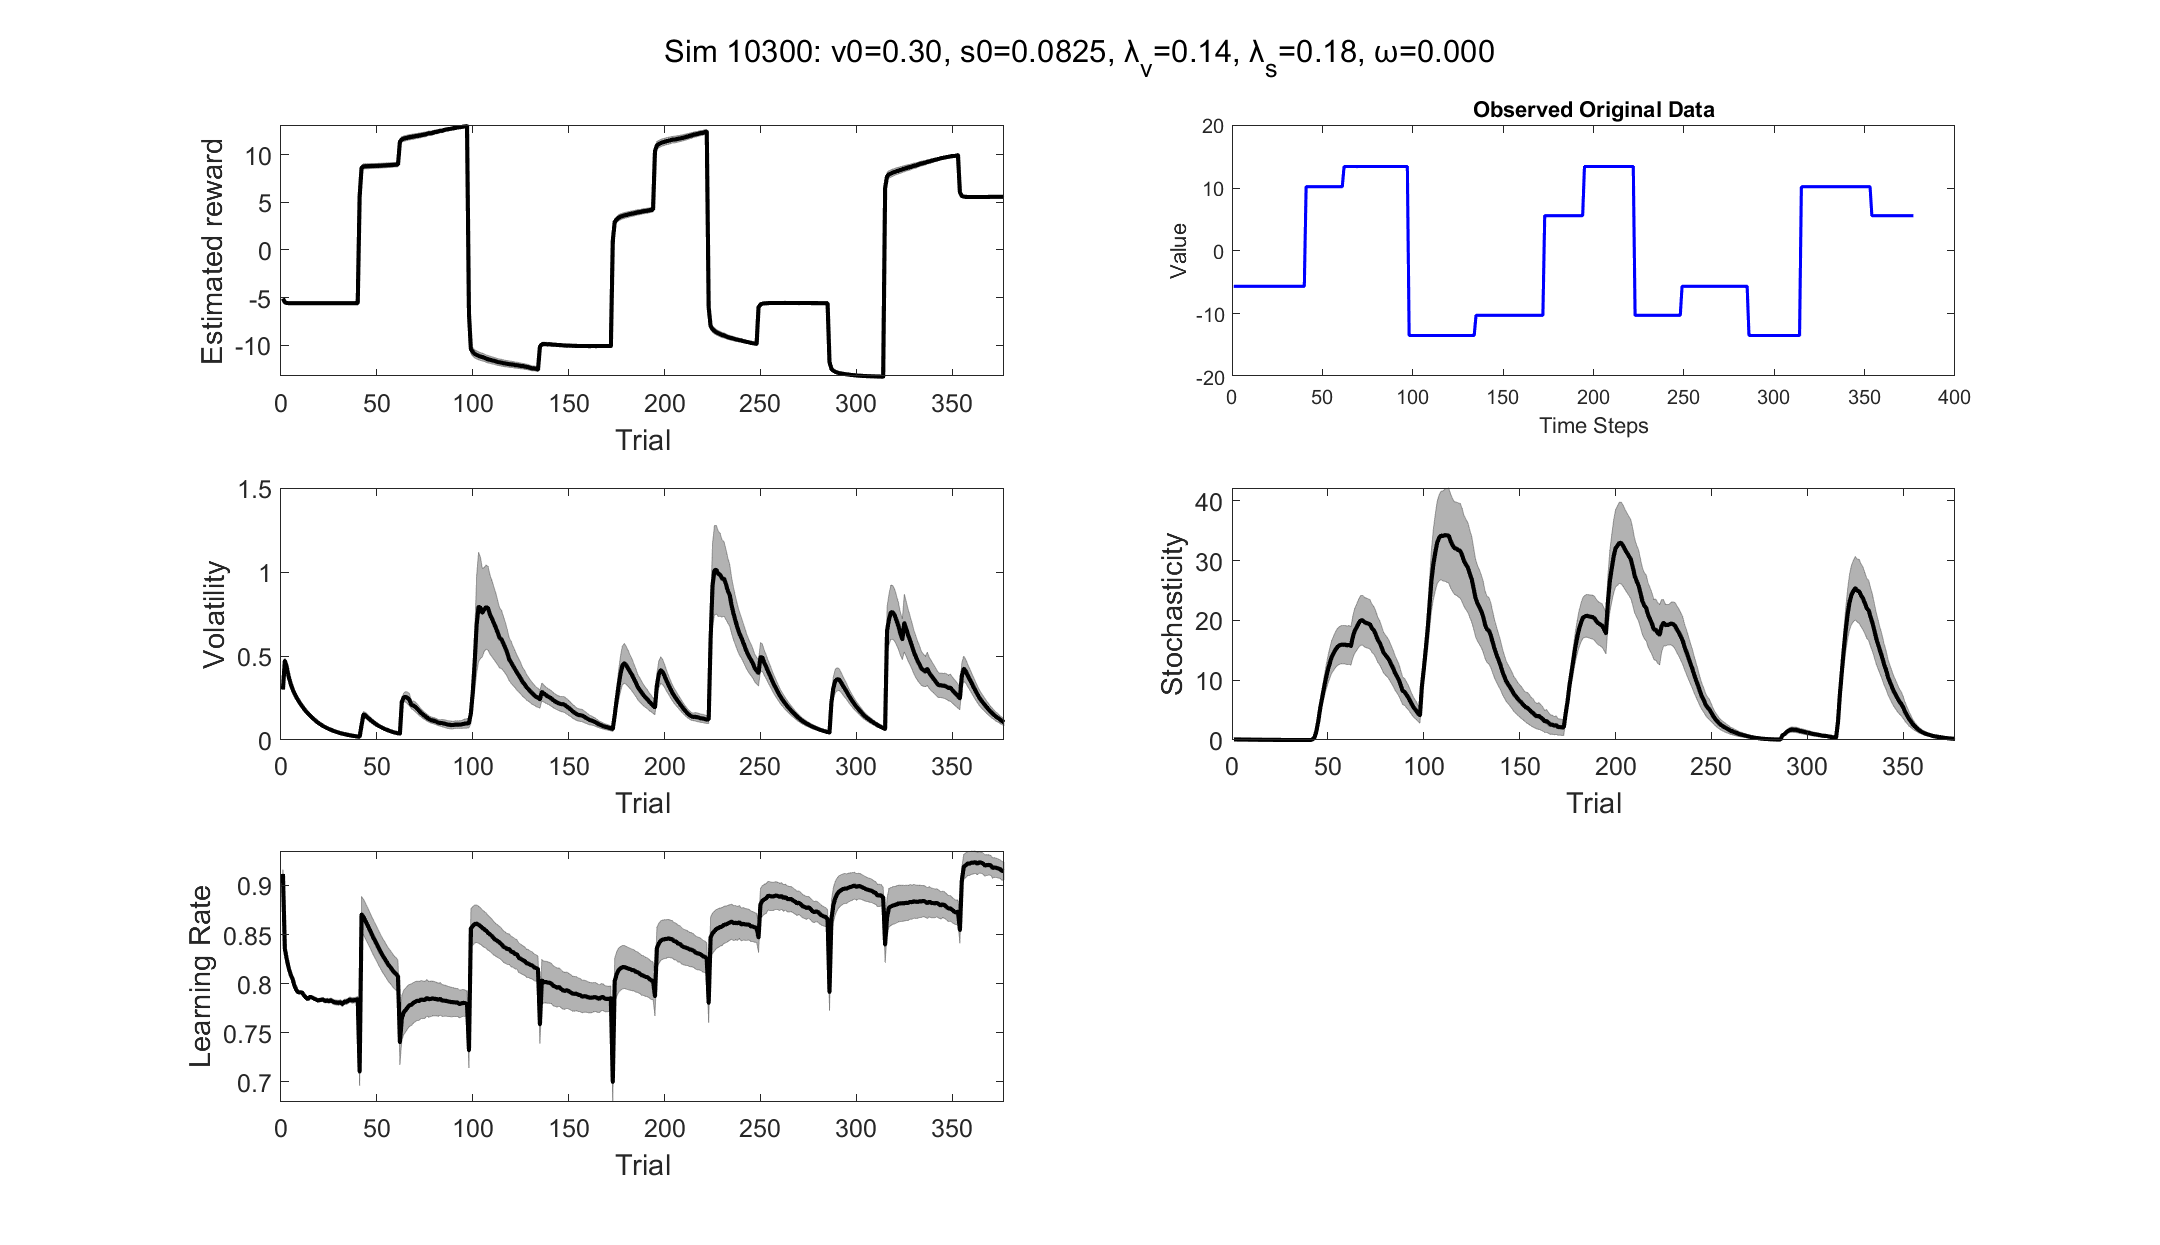 Sim 10300: v0=0.30, s0=0.0825, λ_v=0.14, λ_s=0.18, ω=0.000
Estimated reward
10
5
0
-5
-10
0 50 100 150 200 250 300 350
Trial
Observed Original Data
Value
20
10
0
-10
-20
0 50 100 150 200 250 300 350 400
Time Steps
Volatility
1.5
1
0.5
0
0 50 100 150 200 250 300 350
Trial
Stochasticity
40
30
20
10
0
0 50 100 150 200 250 300 350
Trial
Learning Rate
0.9
0.85
0.8
0.75
0.7
0 50 100 150 200 250 300 350
Trial